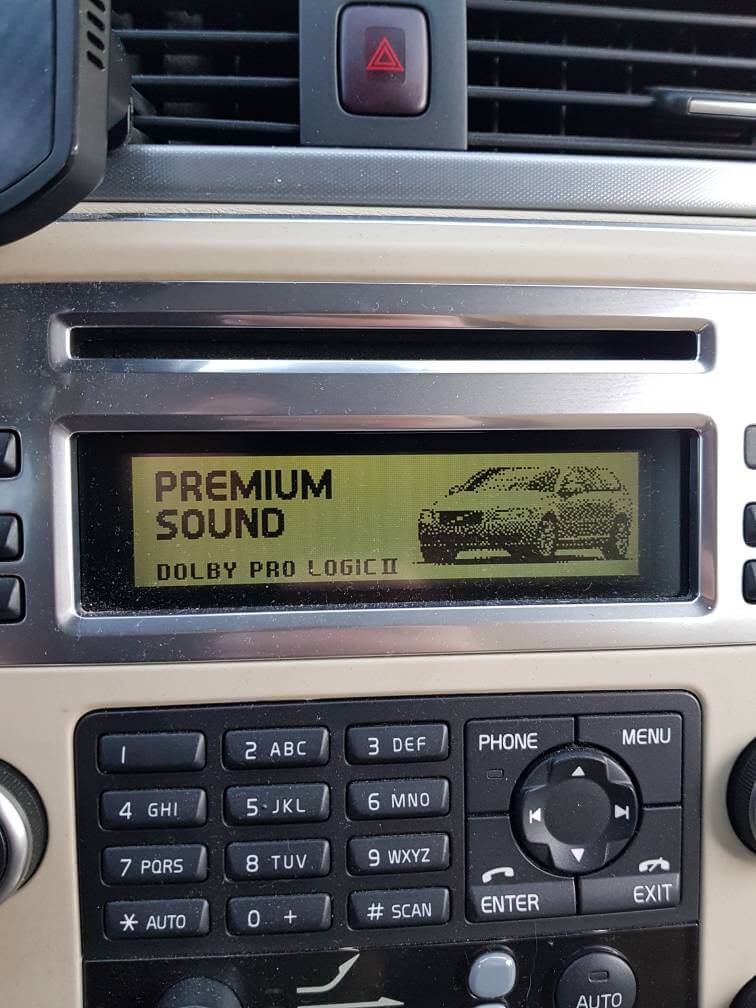 PREMIUM
SOUND
DOLBY PRO LOGIC II
1
2 ABC
3 DEF
PHONE
MENU
4 GHI
5 JKL
6 MNO
7 PQRS
8 TUV
9 WXYZ
* AUTO
0 +
# SCAN
ENTER
EXIT
AUTO